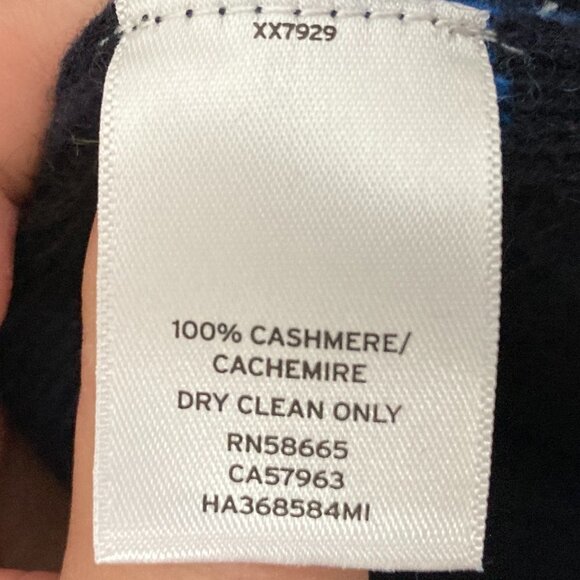 XX7929
100% CASHMERE/
CACHEMIRE
DRY CLEAN ONLY
RN58665
CA57963
HA368584MI